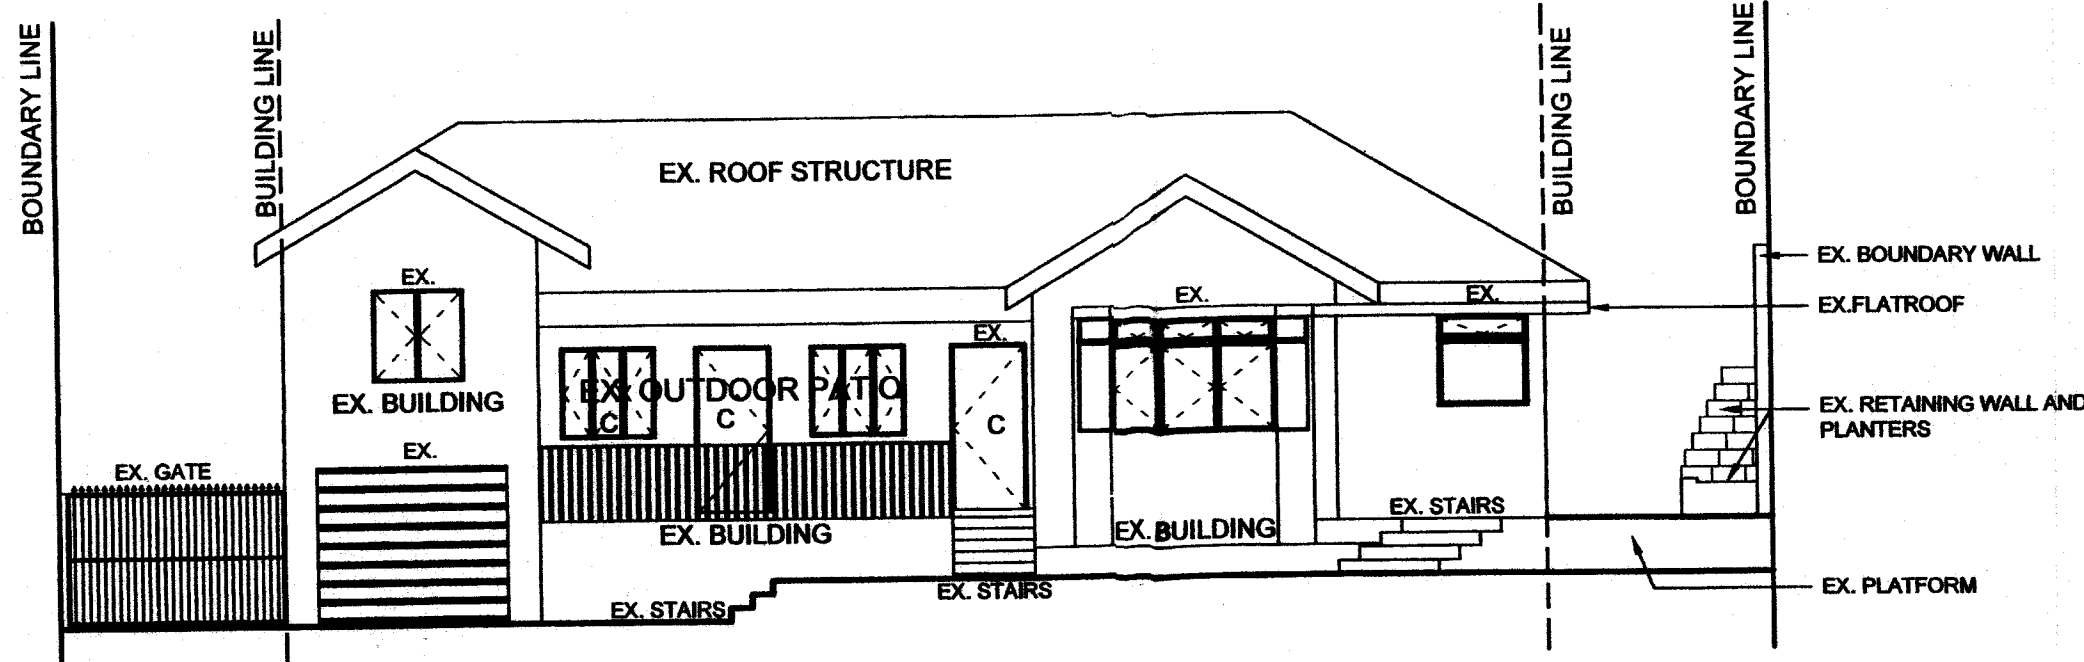 BOUNDARY LINE
BUILDING LINE
BUILDING LINE
BOUNDARY LINE
EX. ROOF STRUCTURE
EX. BOUNDARY WALL
EX.
EX.
EX.
EX.FLATROOF
EX.
EX. OUTDOOR PATIO
EX. BUILDING
C
C
C
EX. RETAINING WALL AND
PLANTERS
EX.
EX. GATE
EX. STAIRS
EX. BUILDING
EX. BUILDING
EX. STAIRS
EX. STAIRS
EX. PLATFORM